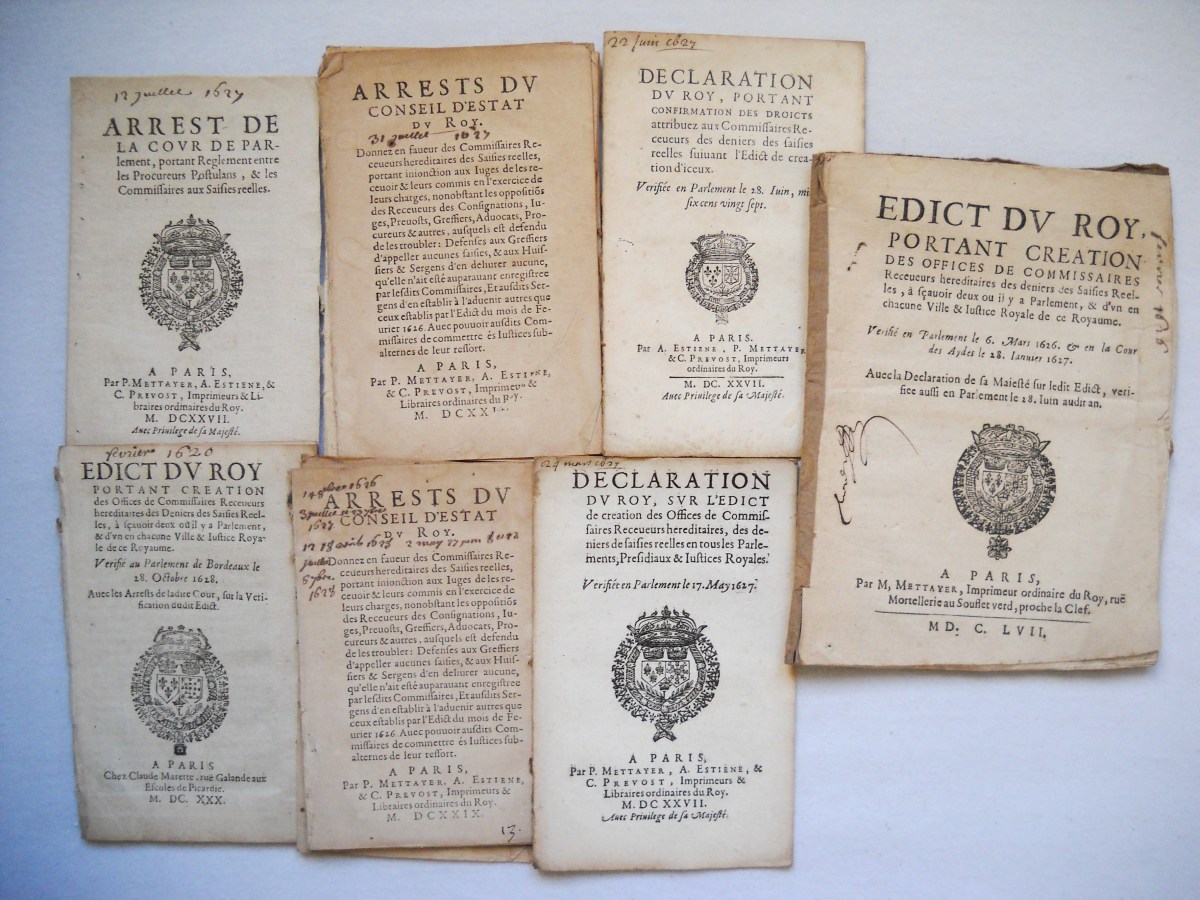 12 juillet 1627
ARREST DE
LA COVR DE PAR-
lement, portant Reglement entre
les Procureurs Postulans, & les
Commissaires aux Saisies reelles.
A PARIS,
Par P. METTAYER, A. ESTIENE, &
C. PREVOST, Imprimeurs & Li-
braires ordinaires du Roy.
M. DCXXVII.
Auec Priuilege de sa Majesté.
ARRESTS DV
CONSEIL D'ESTAT
DV ROY.
31 juillet 1627
Donnez en faueur des Commissaires Re-
ceueurs hereditaires des Saisies reelles,
portant inionction aux Iuges de les re-
ceuoir & leurs commis en l'exercice de
leurs charges, nonobstant les oppositiõs
des Receueurs des Consignations, Iu-
ges, Preuosts, Greffiers, Aduocats, Pro-
cureurs & autres, ausquels est defendu
de les troubler: Defenses aux Greffiers
d'appeller aucunes saisies, & aux Huis-
siers & Sergens d'en deliurer aucune,
qu'elle n'ait esté auparauant enregistree
par lesdits Commissaires, Et ausdits Ser-
gens d'en establir à l'aduenir autres que
ceux establis par l'Edict du mois de Fe-
urier 1626. Auec pouuoir ausdits Com-
missaires de commettre és Iustices sub-
alternes de leur ressort.
A PARIS,
Par P. METTAYER, A. ESTIENE,
& C. PREVOST, Imprimeurs &
Libraires ordinaires du Roy.
M. DCXX
22 Juin 1627
DECLARATION
DV ROY, PORTANT
CONFIRMATION DES DROICTS
attribuez aux Commissaires Re-
ceueurs des deniers des saisies
reelles suiuant l'Edict de crea-
tion d'iceux.
Verifiée en Parlement le 28. Iuin, mil
six cens vingt sept.
A PARIS.
Par A. ESTIENE, P. METTAYER,
& C. PREVOST, Imprimeurs
ordinaires du Roy.
M. DC. XXVII.
Auec Priuilege de sa Majesté.
EDICT DV ROY,
PORTANT CREATION
DES OFFICES DE COMMISSAIRES
Receueurs hereditaires des deniers des Saisies Reel-
les, à sçauoir deux ou il y a Parlement, & d'vn en
chacune Ville & Iustice Royale de ce Royaume.
Verifié en Parlement le 6. Mars 1626. & en la Cour
des Aydes le 28. Ianuier 1627.
Auec la Declaration de sa Maiesté sur ledit Edict, veri-
fiee aussi en Parlement le 28. Iuin audit an.
A PARIS,
Par M, METTAYER, Imprimeur ordinaire du Roy, ruë
Mortellerie au Souflet verd, proche la Clef.
MD. C. LVII.
février 1620
EDICT DV ROY
PORTANT CREATION
des Offices de Commissaires Receueurs
hereditaires des Deniers des Saisies Reel-
les, à sçauoir deux où il y a Parlement,
& d'vn en chacune Ville & Iustice Roya-
le de ce Royaume.
Verifié au Parlement de Bordeaux le
28. Octobre 1628.
Auec les Arrests de ladite Cour, sur la Veri-
fication dudit Edict.
A PARIS
Chez Claude Marette. ruë Galande aux
Escoles de Picardie.
M. DC. XXX.
ARRESTS DV
CONSEIL D'ESTAT
DV ROY.
Donnez en faueur des Commissaires Re-
ceueurs hereditaires des Saisies reelles,
portant inionction aux Iuges de les re-
ceuoir & leurs commis en l'exercice de
leurs charges, nonobstant les oppositiõs
des Receueurs des Consignations, Iu-
ges, Preuosts, Greffiers, Aduocats, Pro-
cureurs & autres, ausquels est defendu
de les troubler: Defenses aux Greffiers
d'appeller aucunes saisies, & aux Huis-
siers & Sergens d'en deliurer aucune,
qu'elle n'ait esté auparauant enregistree
par lesdits Commissaires, Et ausdits Ser-
gens d'en establir à l'aduenir autres que
ceux establis par l'Edict du mois de Fe-
urier 1626. Auec pouuoir ausdits Com-
missaires de commettre és Iustices sub-
alternes de leur ressort.
A PARIS,
Par P. METTAYER, A. ESTIENE,
& C. PREVOST, Imprimeurs &
Libraires ordinaires du Roy.
M. DCXXIX.
13.
24 mars 1627
DECLARATION
DV ROY, SVR L'EDICT
de creation des Offices de Commis-
saires Receueurs hereditaires, des de-
niers de saisies reelles en tous les Parle-
ments, Presidiaux & Iustices Royales.
Verifiée en Parlement le 17. May 1627.
A PARIS,
Par P. METTAYER, A. ESTIENE, &
C. PREVOST, Imprimeurs &
Libraires ordinaires du Roy.
M. DC XXVII.
Auec Priuilege de sa Majesté.